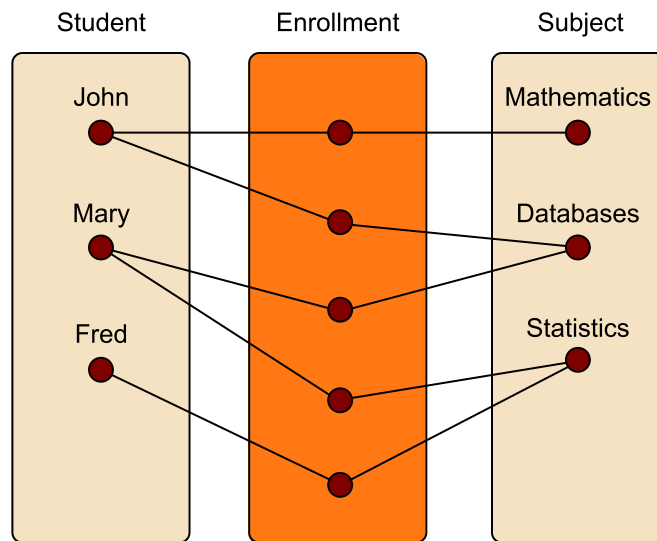 Student
Enrollment
Subject
John
Mathematics
Mary
Databases
Fred
Statistics